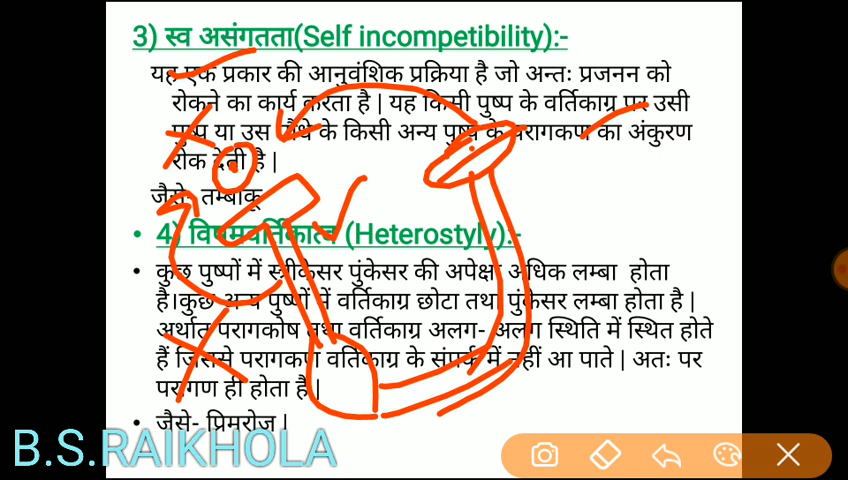 3) स्व असंगतता(Self incompetibility):-
यह एक प्रकार की आनुवंशिक प्रक्रिया है जो अन्तः प्रजनन को
रोकने का कार्य करता है | यह किसी पुष्प के वर्तिकाग्र पर उसी
पुष्प या उस पौधे के किसी अन्य पुष्प के परागकण का अंकुरण
रोक देती है |
जैसे- तम्बाकू
• 4) विषमवर्तिकात्व (Heterostyly):-
• कुछ पुष्पों में स्त्रीकेसर पुंकेसर की अपेक्षा अधिक लम्बा होता
है।कुछ अन्य पुष्पों में वर्तिकाग्र छोटा तथा पुंकेसर लम्बा होता है |
अर्थात परागकोष तथा वर्तिकाग्र अलग- अलग स्थिति में स्थित होते
हैं जिससे परागकण वर्तिकाग्र के संपर्क में नहीं आ पाते | अतः पर
परागण ही होता है |
• जैसे- प्रिमरोज |
B.S.RAIKHOLA